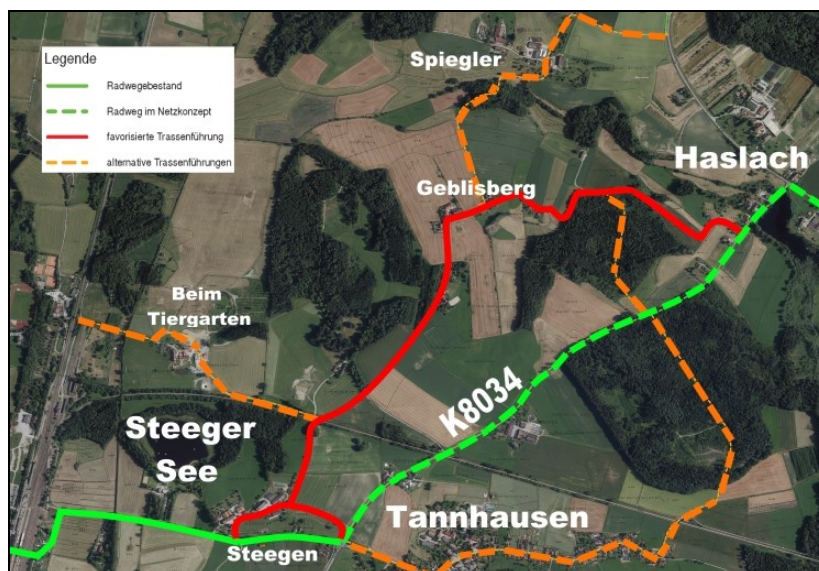 Legende
Radwegebestand
Radweg im Netzkonzept
favorisierte Trassenführung
alternative Trassenführungen
Spiegler
Haslach
Geblisberg
Beim
Tiergarten
K8034
Steeger
See
Tannhausen
Steegen